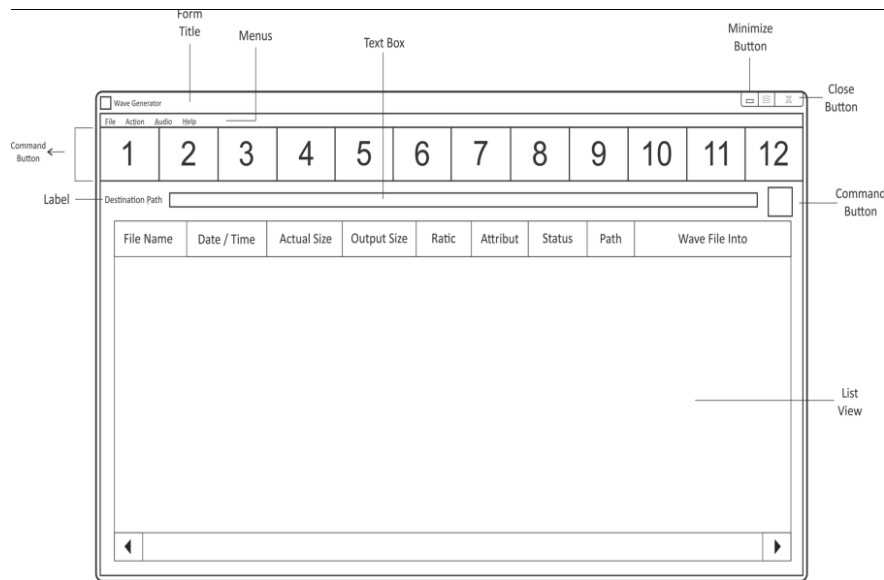 Form
Title
Menus
Text Box
Minimize
Button
Close
Button
Wave Generator
File Action Audio Help
Command
Button
1 2 3 4 5 6 7 8 9 10 11 12
Label
Destination Path
Command
Button
File Name Date / Time Actual Size Output Size Ratic Attribut Status Path Wave File Into
List
View